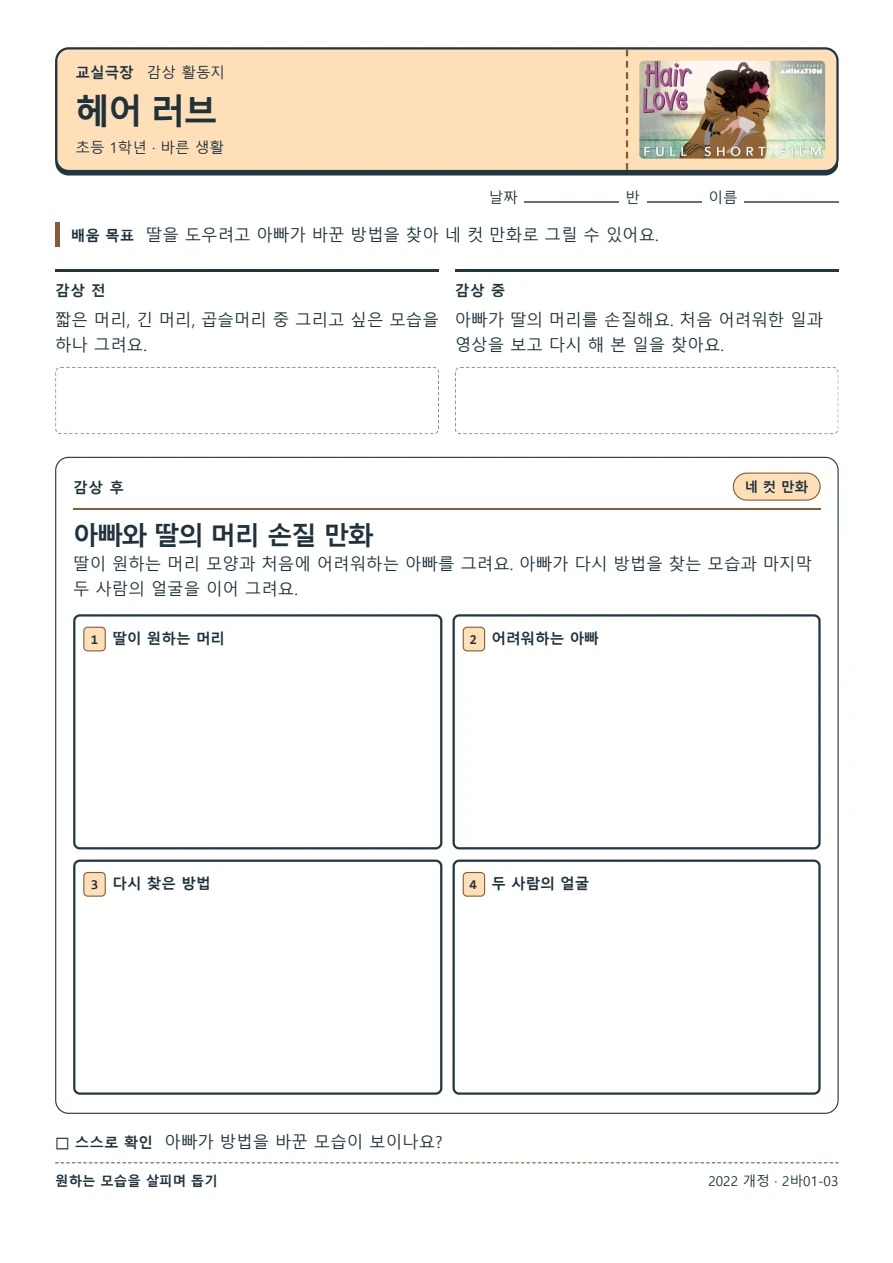 교실극장 감상 활동지
헤어 러브
초등 1학년 · 바른 생활
Hair
Love
SONY PICTURES
ANIMATION
FULL SHORT FILM
날짜 반 이름
배움 목표 딸을 도우려고 아빠가 바꾼 방법을 찾아 네 컷 만화로 그릴 수 있어요.
감상 전
짧은 머리, 긴 머리, 곱슬머리 중 그리고 싶은 모습을
하나 그려요.
감상 중
아빠가 딸의 머리를 손질해요. 처음 어려워한 일과
영상을 보고 다시 해 본 일을 찾아요.
감상 후
네 컷 만화
아빠와 딸의 머리 손질 만화
딸이 원하는 머리 모양과 처음에 어려워하는 아빠를 그려요. 아빠가 다시 방법을 찾는 모습과 마지막
두 사람의 얼굴을 이어 그려요.
1 딸이 원하는 머리
2 어려워하는 아빠
3 다시 찾은 방법
4 두 사람의 얼굴
스스로 확인 아빠가 방법을 바꾼 모습이 보이나요?
원하는 모습을 살피며 돕기
2022 개정 · 2바01-03